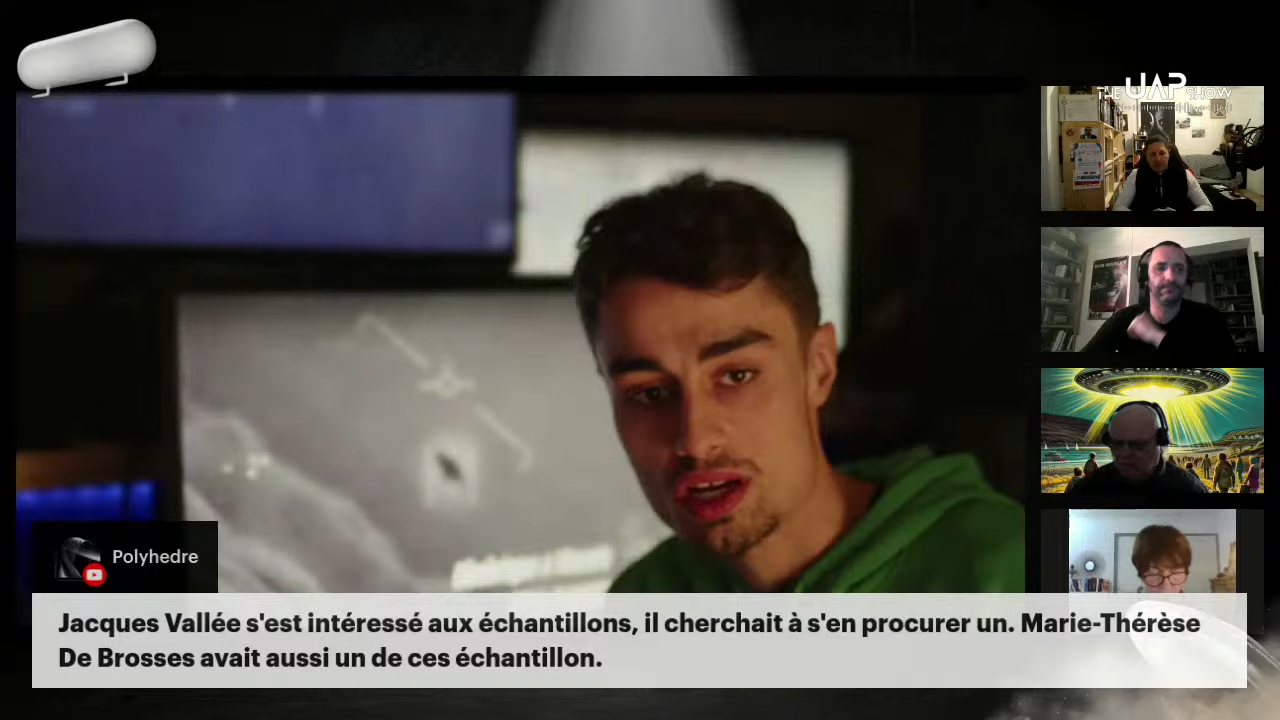 THE UAP SHOW
Polyhedre
Jacques Vallée s'est intéressé aux échantillons, il cherchait à s'en procurer un. Marie-Thérèse
De Brosses avait aussi un de ces échantillon.